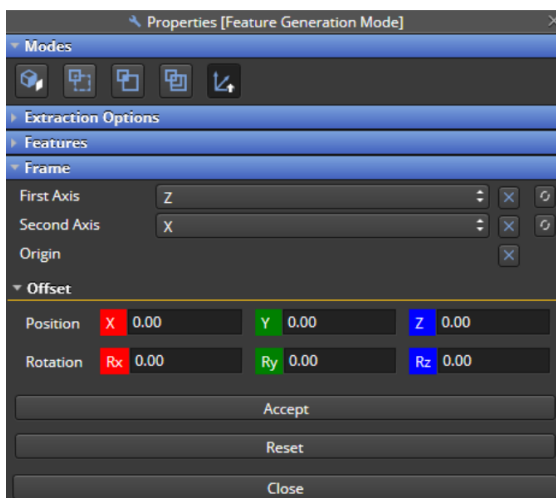 Properties [Feature Generation Mode]
Modes
Extraction Options
Features
Frame
First Axis Z
Second Axis X
Origin
Offset
Position X 0.00 Y 0.00 Z 0.00
Rotation Rx 0.00 Ry 0.00 Rz 0.00
Accept
Reset
Close